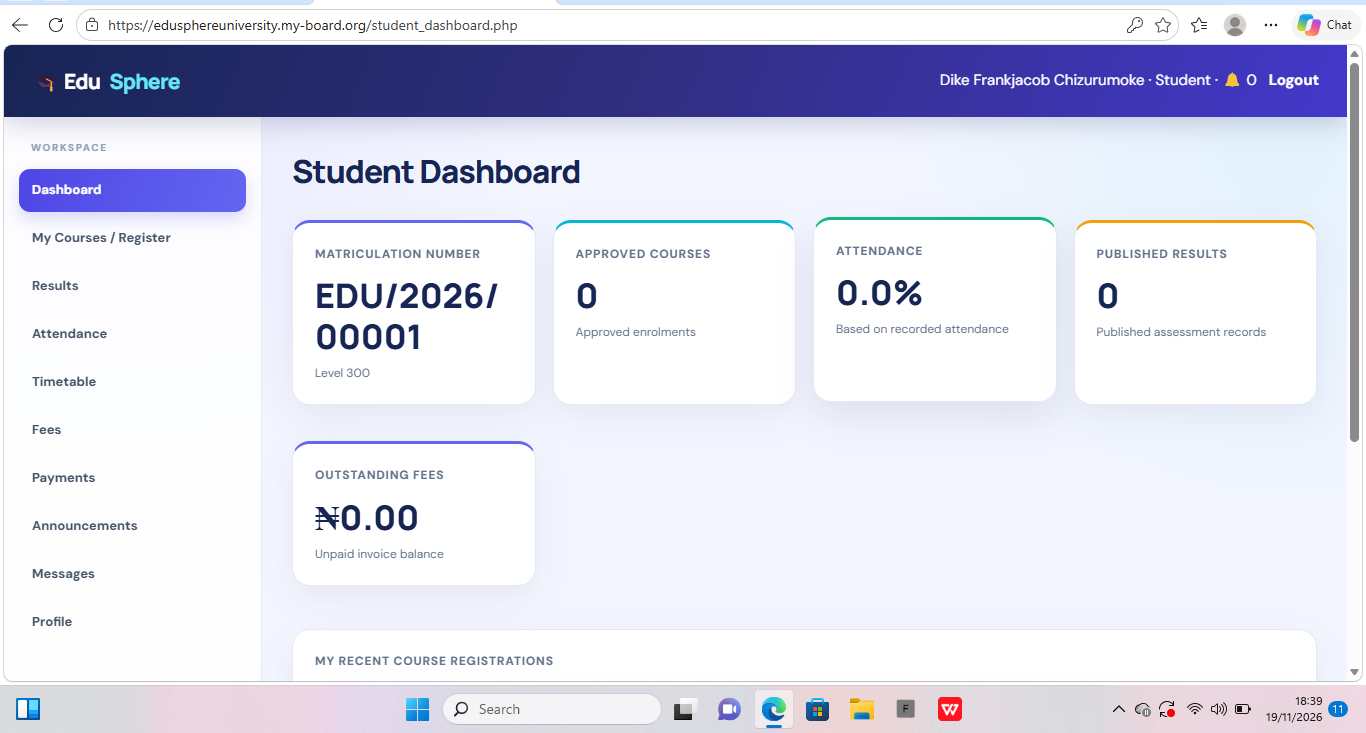 https://edusphereuniversity.my-board.org/student_dashboard.php
Chat
Edu Sphere
Dike Frankjacob Chizurumoke · Student · 0 Logout
WORKSPACE
Dashboard
My Courses / Register
Results
Attendance
Timetable
Fees
Payments
Announcements
Messages
Profile
Student Dashboard
MATRICULATION NUMBER
EDU/2026/
00001
Level 300
APPROVED COURSES
0
Approved enrolments
ATTENDANCE
0.0%
Based on recorded attendance
PUBLISHED RESULTS
0
Published assessment records
OUTSTANDING FEES
₦0.00
Unpaid invoice balance
MY RECENT COURSE REGISTRATIONS
Search
F
W
18:39
19/11/2026
11